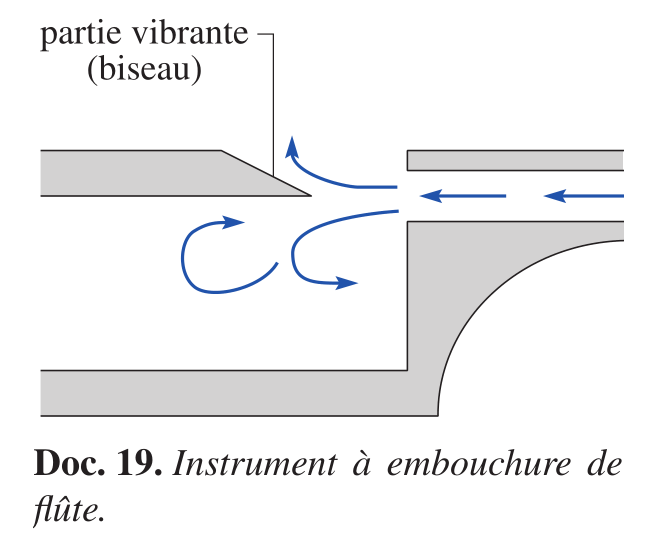 partie vibrante
(biseau)
Doc. 19. Instrument à embouchure de
flûte.